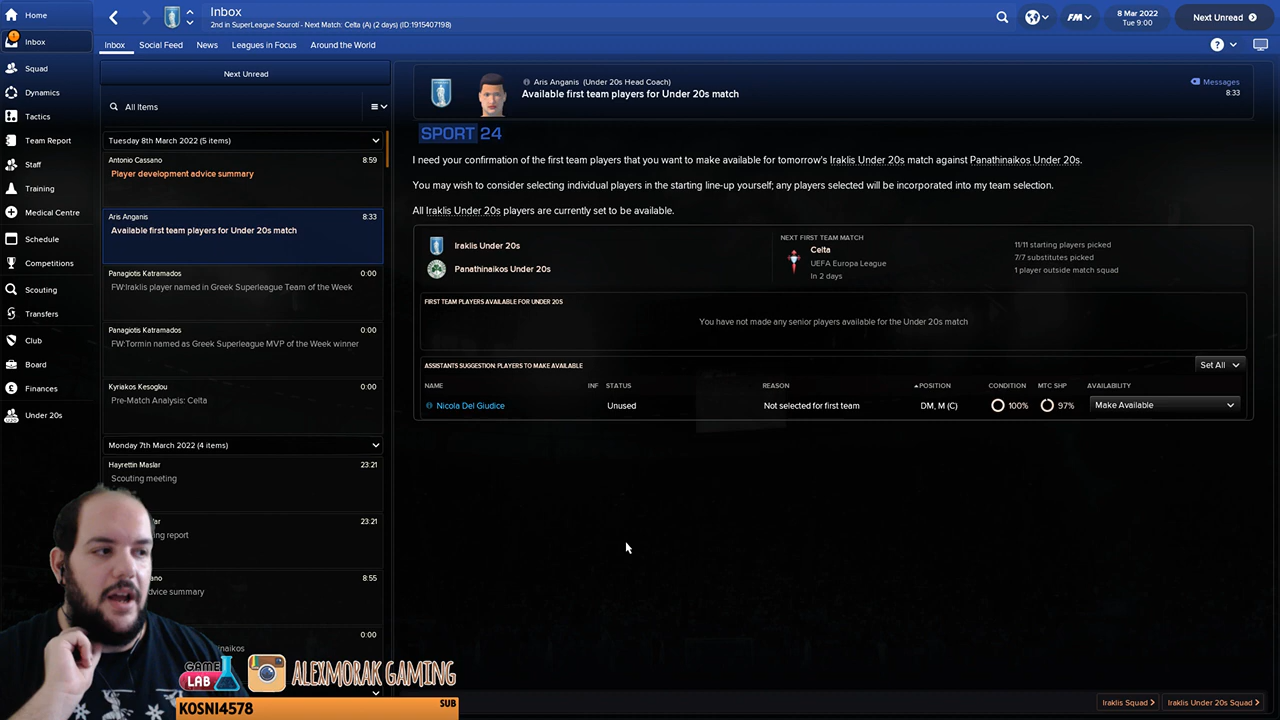 Home
Inbox
Squad
Dynamics
Tactics
Team Report
Staff
Training
Medical Centre
Schedule
Competitions
Scouting
Transfers
Club
Board
Finances
Under 20s
Inbox
2nd in SuperLeague Souroti - Next Match: Celta (A) (2 days) (ID:1915407198)
FM
8 Mar 2022
Tue 9:00
Next Unread
Inbox
Social Feed
News
Leagues in Focus
Around the World
?
Next Unread
All Items
Tuesday 8th March 2022 (5 items)
Antonio Cassano 8:59
Player development advice summary
Aris Anganis 8:33
Available first team players for Under 20s match
Panagiotis Katramados 0:00
FW:Iraklis player named in Greek Superleague Team of the Week
Panagiotis Katramados 0:00
FW:Tormin named as Greek Superleague MVP of the Week winner
Kyriakos Kesoglou 0:00
Pre-Match Analysis: Celta
Monday 7th March 2022 (4 items)
Hayrettin Maslar 23:21
Scouting meeting
23:21
report
8:55
advice summary
0:00
Aris Anganis (Under 20s Head Coach)
Available first team players for Under 20s match
Messages
8:33
SPORT 24
I need your confirmation of the first team players that you want to make available for tomorrow's Iraklis Under 20s match against Panathinaikos Under 20s.
You may wish to consider selecting individual players in the starting line-up yourself; any players selected will be incorporated into my team selection.
All Iraklis Under 20s players are currently set to be available.
Iraklis Under 20s
Panathinaikos Under 20s
NEXT FIRST TEAM MATCH
Celta
UEFA Europa League
In 2 days
11/11 starting players picked
7/7 substitutes picked
1 player outside match squad
FIRST TEAM PLAYERS AVAILABLE FOR UNDER 20S
You have not made any senior players available for the Under 20s match
ASSISTANTS SUGGESTION: PLAYERS TO MAKE AVAILABLE
Set All
NAME INF STATUS REASON POSITION CONDITION MTC SHP AVAILABILITY
Nicola Del Giudice Unused Not selected for first team DM, M (C) 100% 97% Make Available
Iraklis Squad
Iraklis Under 20s Squad
GAME LAB
ALEXMORAK GAMING
KOSNI4578 SUB